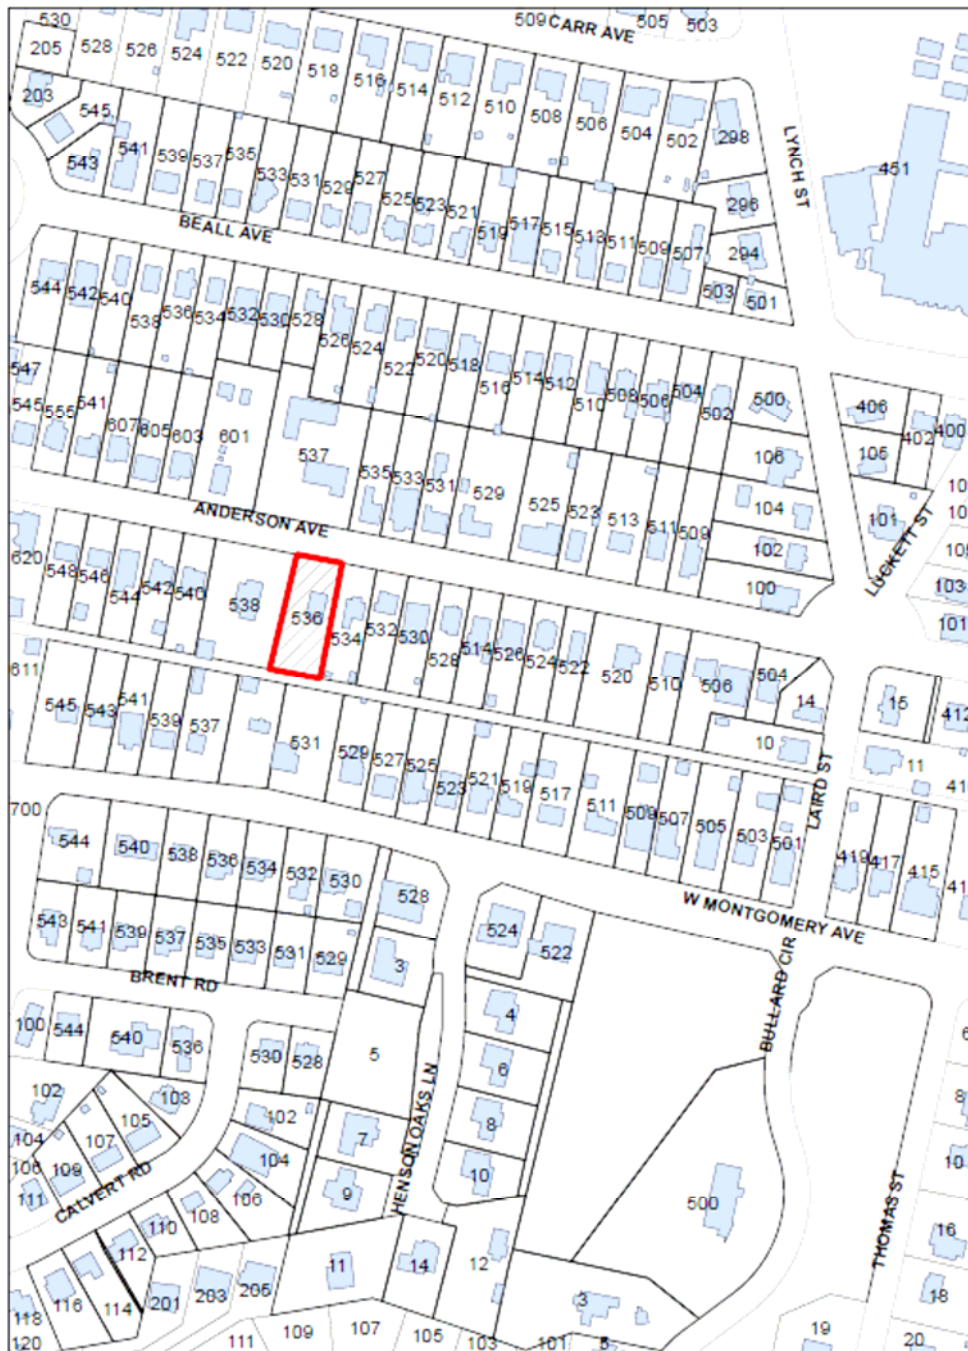 530 509 CARR AVE 505 503
205 528 526 524 522 520 518 516 514 512 510 508 506 504 502 298
203 545 543 541 539 537 535 533 531 529 527 525 523 521 519 517 515 513 511 509 507 503 501
LYNCH ST
451
296
294
BEALL AVE
544 542 540 538 536 534 532 530 528 526 524 522 520 518 516 514 512 510 508 506 504 502 500
406 402 400
105
101
LUCKETT ST
103
101
547
545 555 541 607 605 603 601 537 535 533 531 529 525 523 513 511 509
106
104
102
100
ANDERSON AVE
620 548 546 544 542 540 538 536 534 532 530 528 514 526 524 522 520 510 506 504 14
10
15 412
11
611
545 543 541 539 537 531 529 527 525 523 521 519 517 511 509 507 505 503 501
LAIRD ST
419 417 415
W MONTGOMERY AVE
700
544 540 538 536 534 532 530 528
543 541 539 537 535 533 531 529 3
524 522
BRENT RD
100 544 540 536 530 528 5 4
6
8
10
BULLARD CIR
HENSON OAKS LN
102 103 105 107 109 104 106 111
102 104 106 108 110 112 114 116 118 120
7
9
CALVERT RD
201 203 205 11 14 12
500
THOMAS ST
8
10
16
18
20
19
3
5
111 109 107 105 103 101